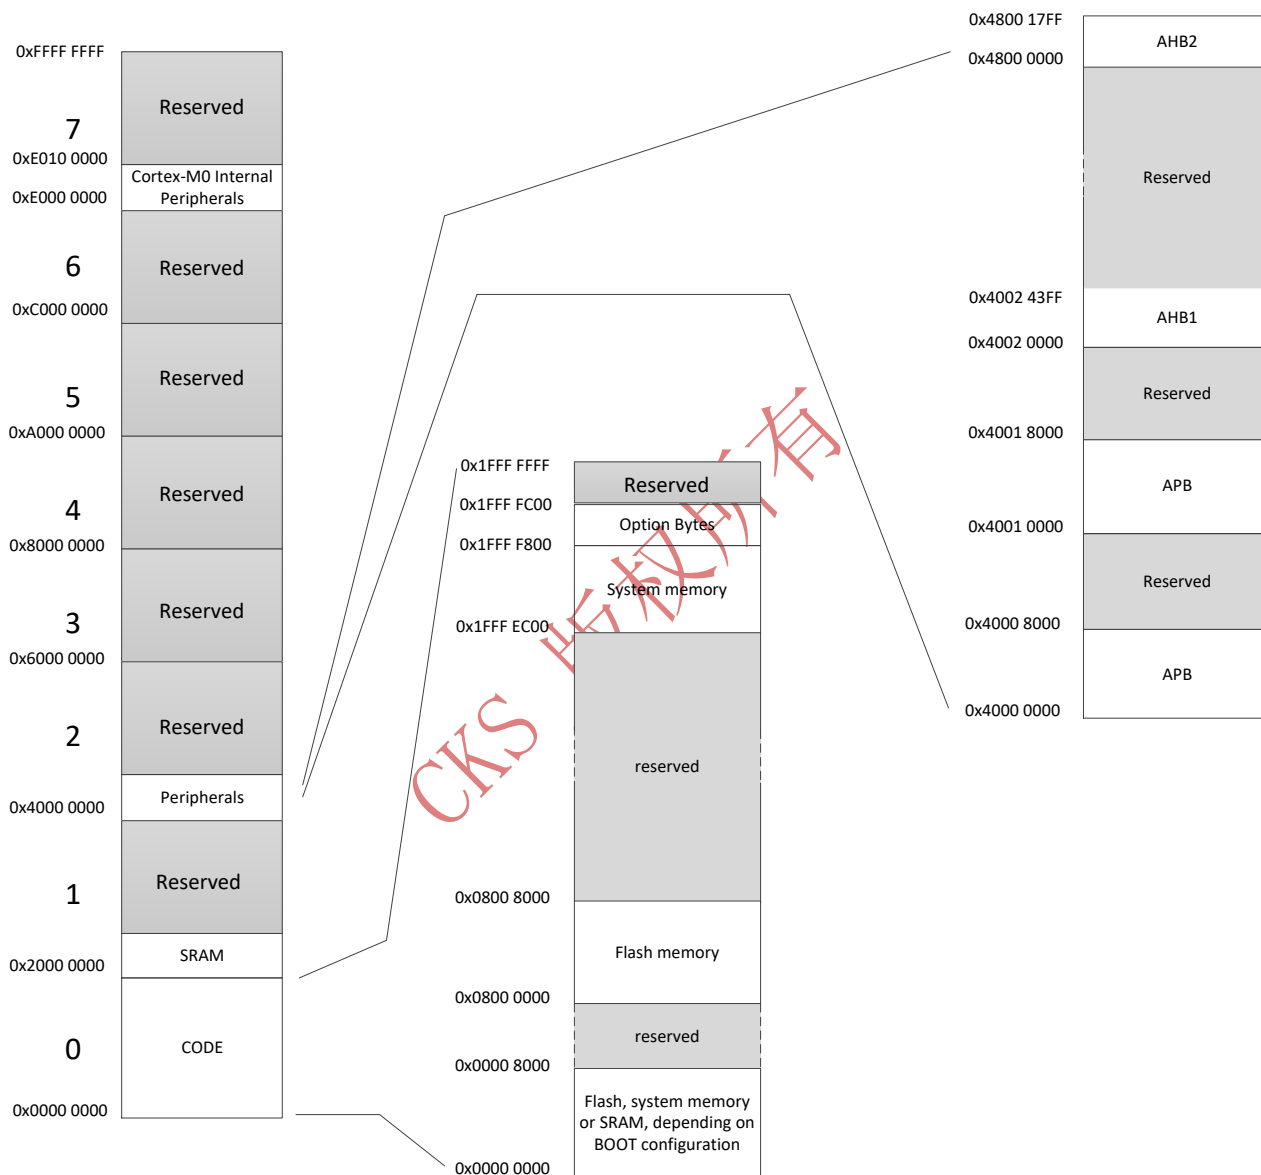 0xFFFF FFFF
Reserved
7
0xE010 0000
Cortex-M0 Internal
Peripherals
0xE000 0000
Reserved
6
0xC000 0000
Reserved
5
0xA000 0000
Reserved
4
0x8000 0000
Reserved
3
0x6000 0000
Reserved
2
Peripherals
0x4000 0000
Reserved
1
SRAM
0x2000 0000
CODE
0
0x0000 0000
0x1FFF FFFF
Reserved
0x1FFF FC00
Option Bytes
0x1FFF F800
System memory
0x1FFF EC00
reserved
0x0800 8000
Flash memory
0x0800 0000
reserved
0x0000 8000
Flash, system memory
or SRAM, depending on
BOOT configuration
0x0000 0000
0x4800 17FF
AHB2
0x4800 0000
Reserved
0x4002 43FF
AHB1
0x4002 0000
Reserved
0x4001 8000
APB
0x4001 0000
Reserved
0x4000 8000
APB
0x4000 0000
CKS 版权所有